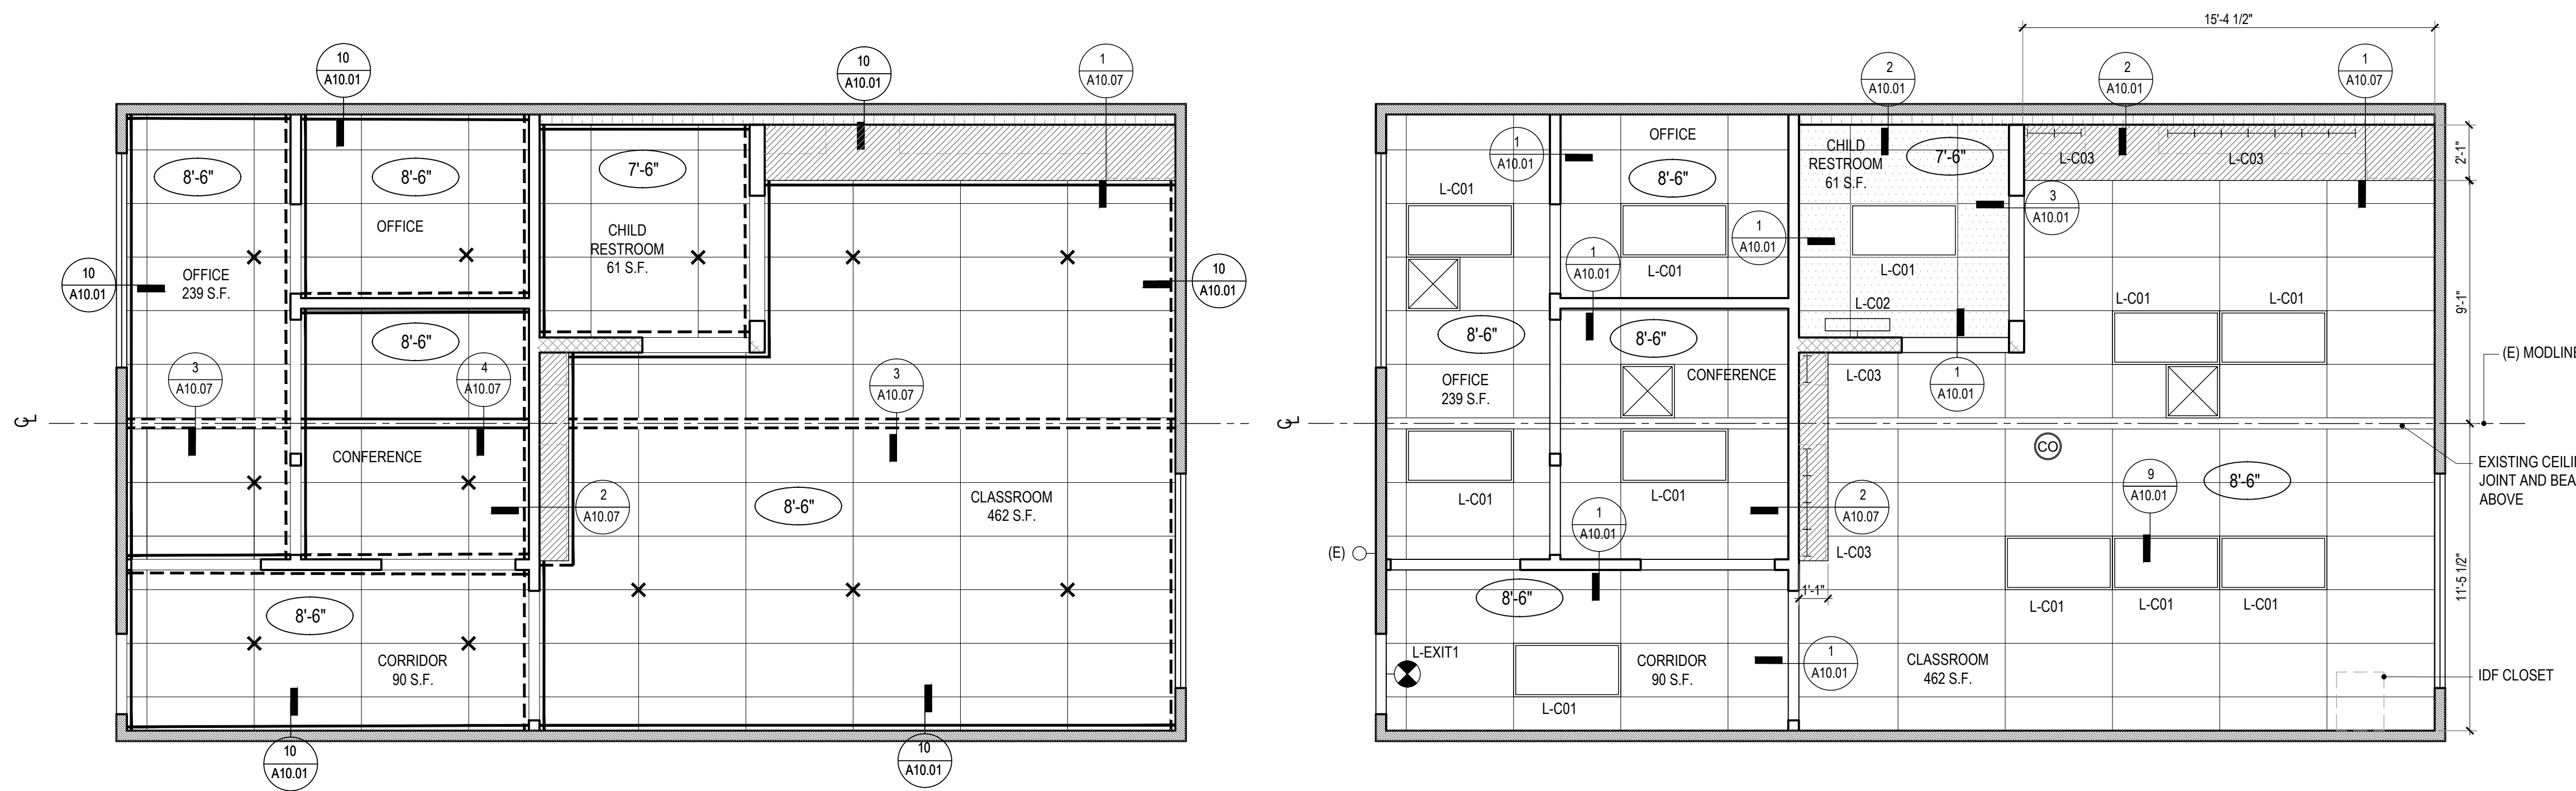 10
A10.01
10
A10.01
1
A10.07
8'-6"
8'-6"
7'-6"
OFFICE
CHILD
RESTROOM
61 S.F.
OFFICE
239 S.F.
10
A10.01
10
A10.01
8'-6"
3
A10.07
4
A10.07
3
A10.07
CL
CONFERENCE
2
A10.07
8'-6"
CLASSROOM
462 S.F.
8'-6"
CORRIDOR
90 S.F.
10
A10.01
10
A10.01
15'-4 1/2"
2
A10.01
2
A10.01
1
A10.07
1
A10.01
OFFICE
8'-6"
CHILD
RESTROOM
61 S.F.
7'-6"
L-C03
L-C03
2'-1"
L-C01
3
A10.01
1
A10.01
1
A10.01
L-C01
L-C01
L-C02
L-C01
L-C01
9'-1"
8'-6"
8'-6"
CONFERENCE
OFFICE
239 S.F.
L-C03
1
A10.01
(E) MODLINE
CL
CO
8'-6"
EXISTING CEILI
JOINT AND BEA
ABOVE
9
A10.01
L-C01
L-C01
2
A10.07
1
A10.01
(E)
L-C03
8'-6"
1'-1"
L-C01
L-C01
L-C01
11'-5 1/2"
L-EXIT1
CORRIDOR
90 S.F.
1
A10.01
CLASSROOM
462 S.F.
IDF CLOSET
L-C01